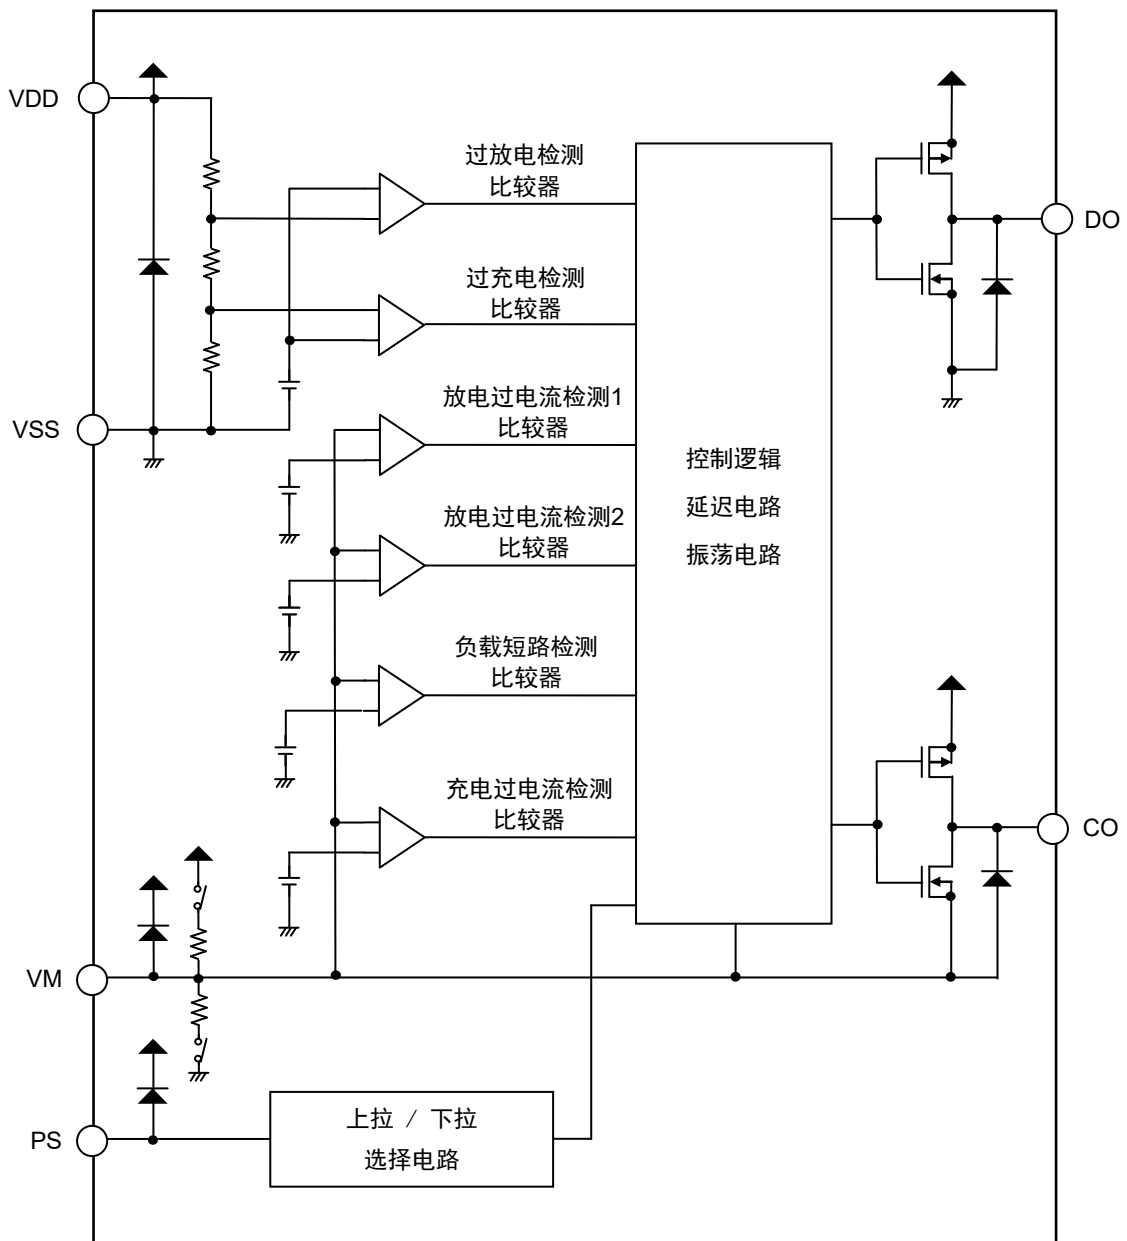 VDD
过放电检测
比较器
DO
过充电检测
比较器
放电过电流检测1
比较器
VSS
控制逻辑
延迟电路
振荡电路
放电过电流检测2
比较器
负载短路检测
比较器
充电过电流检测
比较器
CO
VM
PS
上拉 / 下拉
选择电路